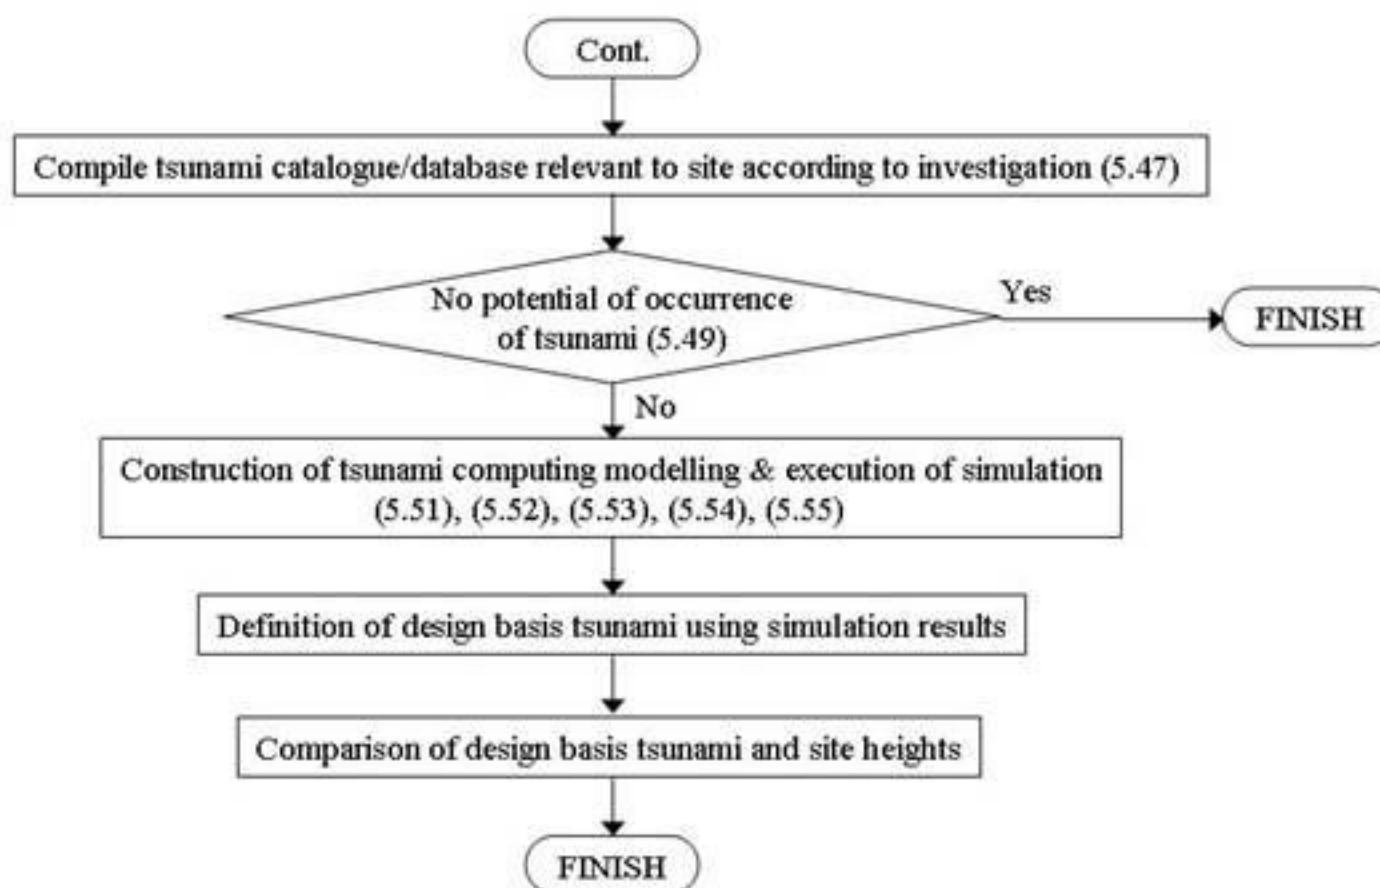 Cont.
Compile tsunami catalogue/database relevant to site according to investigation (5.47)
No potential of occurrence
of tsunami (5.49)
Yes
FINISH
No
Construction of tsunami computing modelling & execution of simulation
(5.51), (5.52), (5.53), (5.54), (5.55)
Definition of design basis tsunami using simulation results
Comparison of design basis tsunami and site heights
FINISH